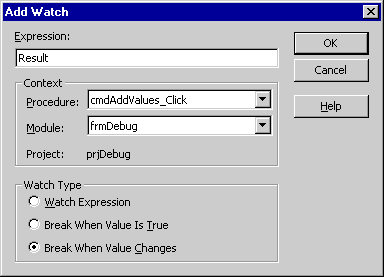 Add Watch
Expression:
OK
Result
Cancel
Context
Procedure: cmdAddValues_Click
Help
Module: frmDebug
Project: prjDebug
Watch Type
Watch Expression
Break When Value Is True
Break When Value Changes